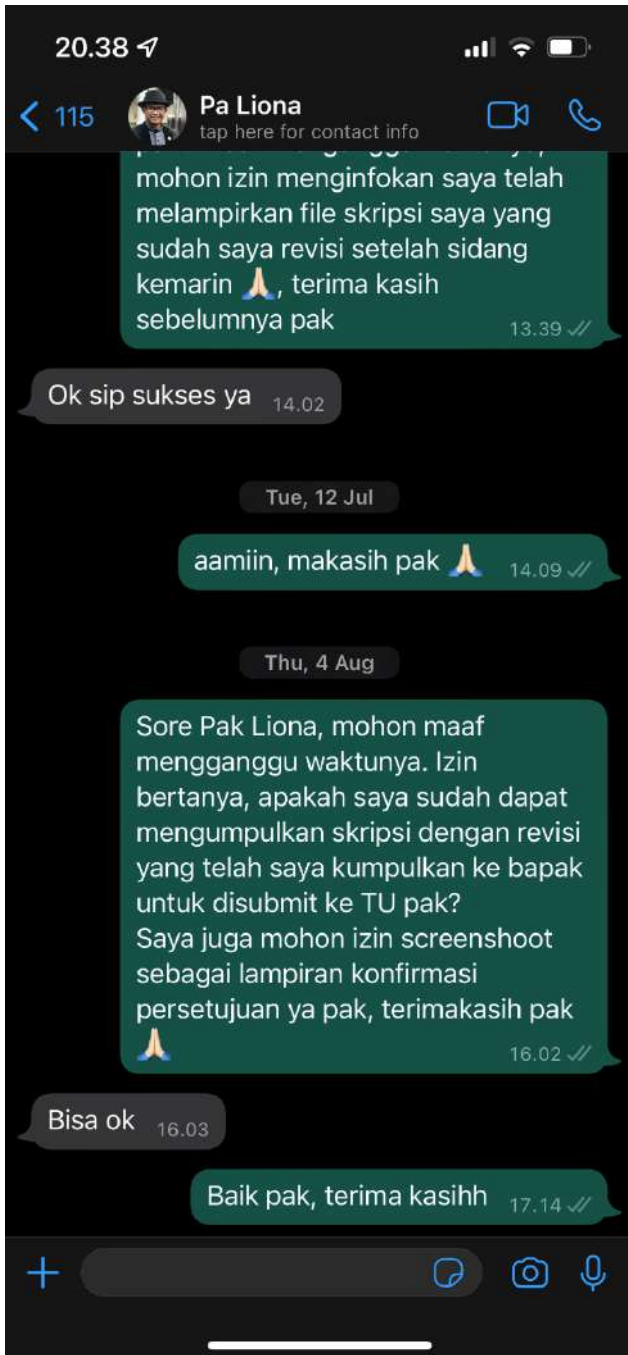 20.38
115
Pa Liona
tap here for contact info
mohon izin menginfokan saya telah
melampirkan file skripsi saya yang
sudah saya revisi setelah sidang
kemarin 🙏🏻, terima kasih
sebelumnya pak
13.39
Ok sip sukses ya 14.02
Tue, 12 Jul
aamiin, makasih pak 🙏🏻 14.09
Thu, 4 Aug
Sore Pak Liona, mohon maaf
mengganggu waktunya. Izin
bertanya, apakah saya sudah dapat
mengumpulkan skripsi dengan revisi
yang telah saya kumpulkan ke bapak
untuk disubmit ke TU pak?
Saya juga mohon izin screenshoot
sebagai lampiran konfirmasi
persetujuan ya pak, terimakasih pak
🙏🏻 16.02
Bisa ok 16.03
Baik pak, terima kasihh 17.14